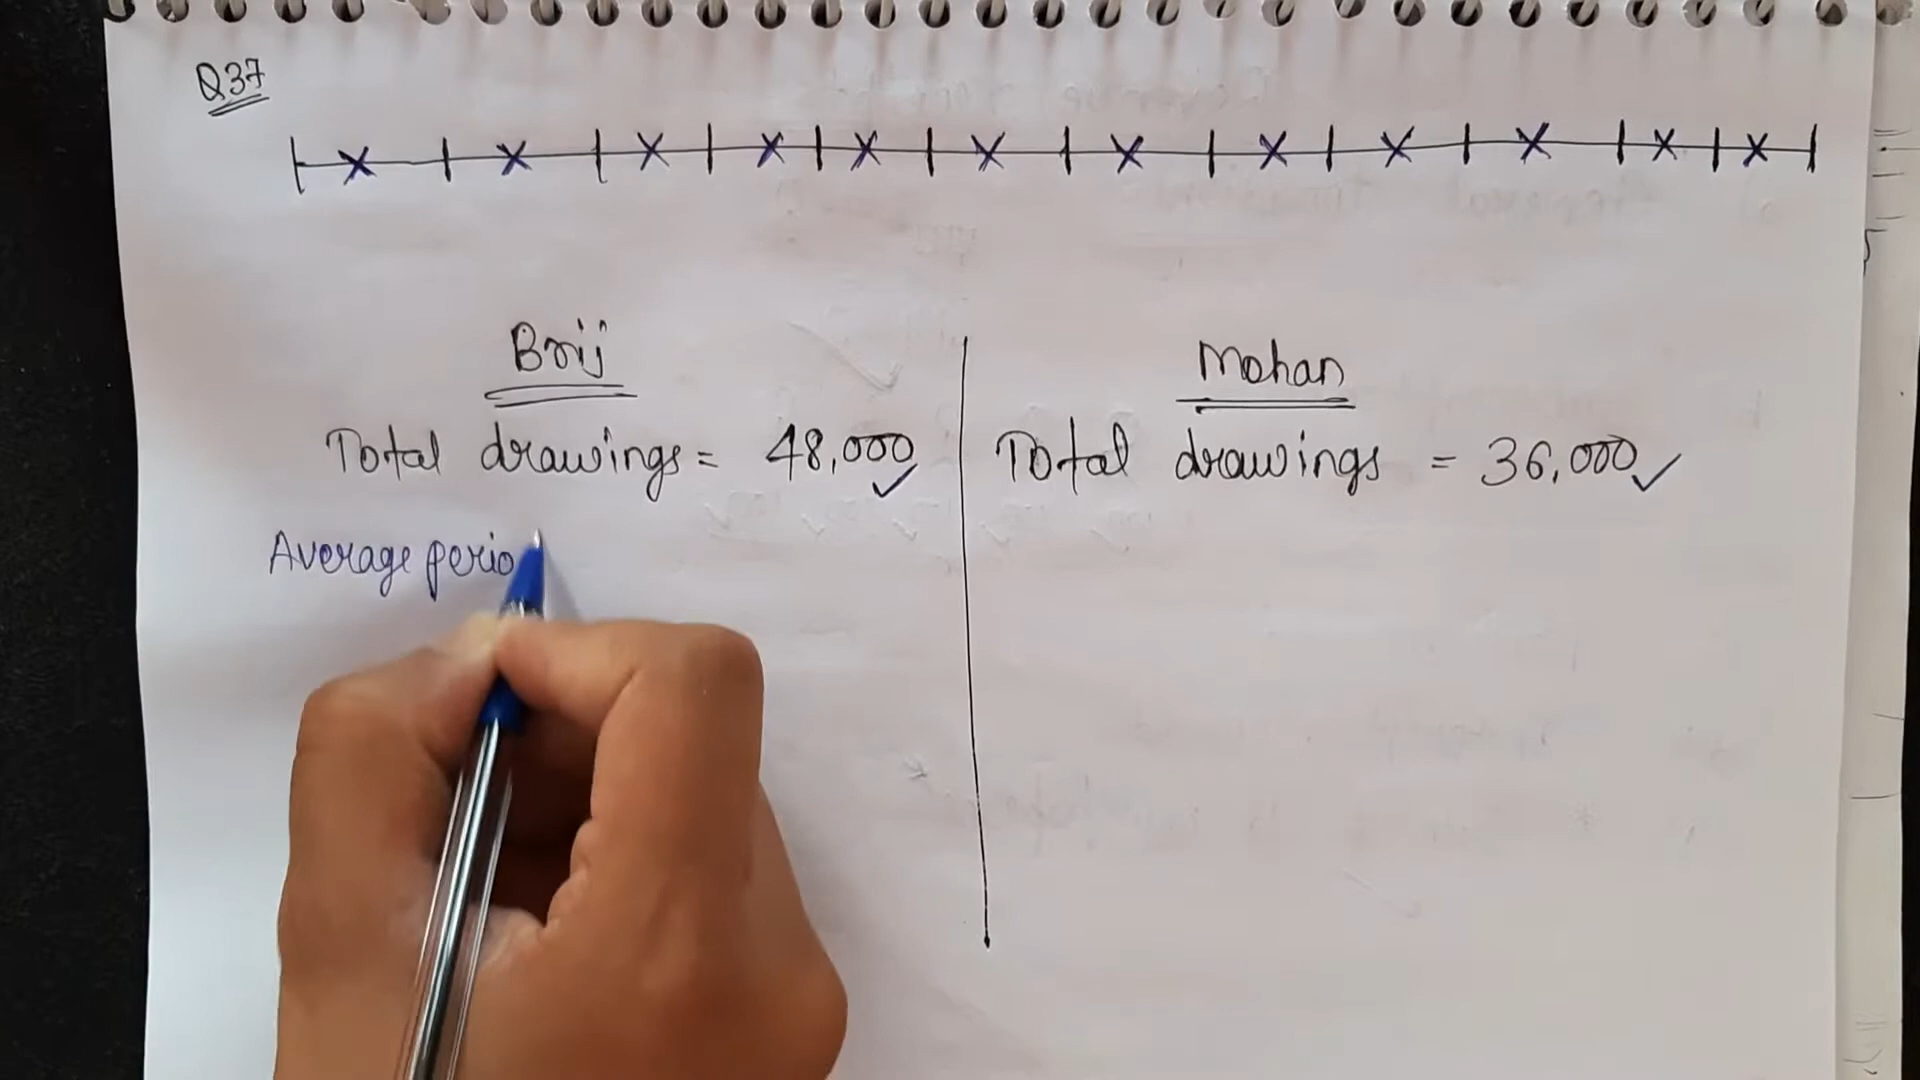 Q37
Brij
Total drawings = 48,000
Average perio
Mohan
Total drawings = 36,000